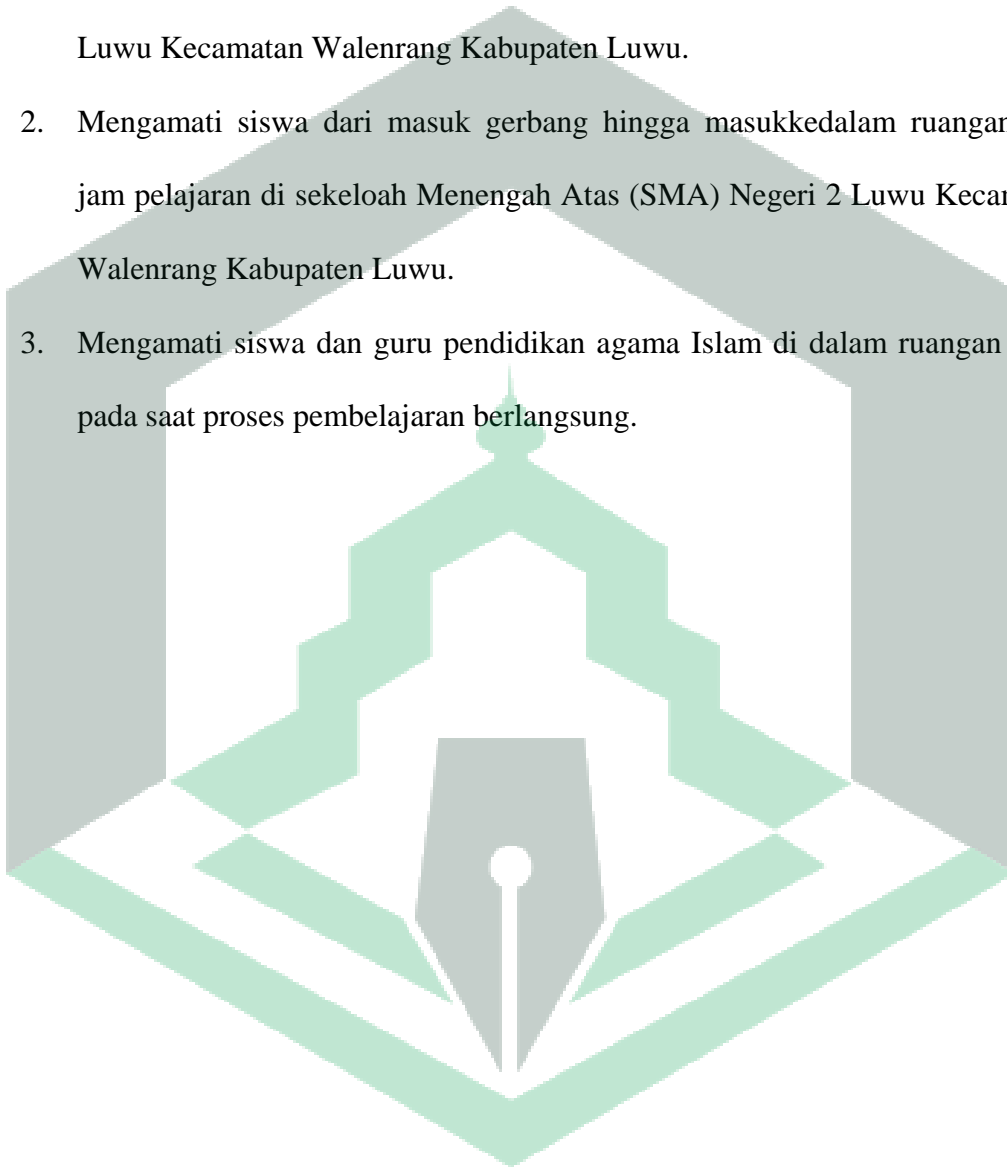 Luwu Kecamatan Walenrang Kabupaten Luwu.
2. Mengamati siswa dari masuk gerbang hingga masukkedalam ruangan
jam pelajaran di sekeloah Menengah Atas (SMA) Negeri 2 Luwu
Walenrang Kabupaten Luwu.
3. Mengamati siswa dan guru pendidikan agama Islam di dalam ruangan
pada saat proses pembelajaran berlangsung.